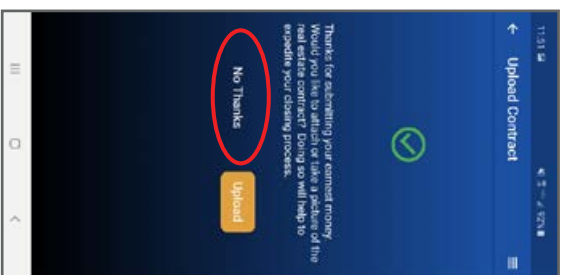 11:51
92%
Upload Contract
Thanks for submitting your earnest money.
Would you like to attach or take a picture of the
real estate contract? Doing so will help to
expedite your closing process.
No Thanks
Upload